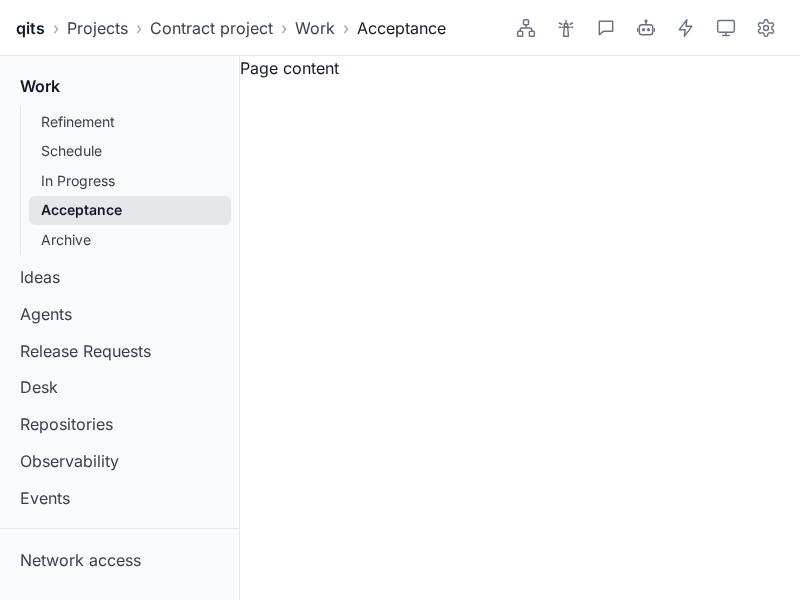 qits › Projects › Contract project › Work › Acceptance
Work
Refinement
Schedule
In Progress
Acceptance
Archive
Ideas
Agents
Release Requests
Desk
Repositories
Observability
Events
Network access
Page content